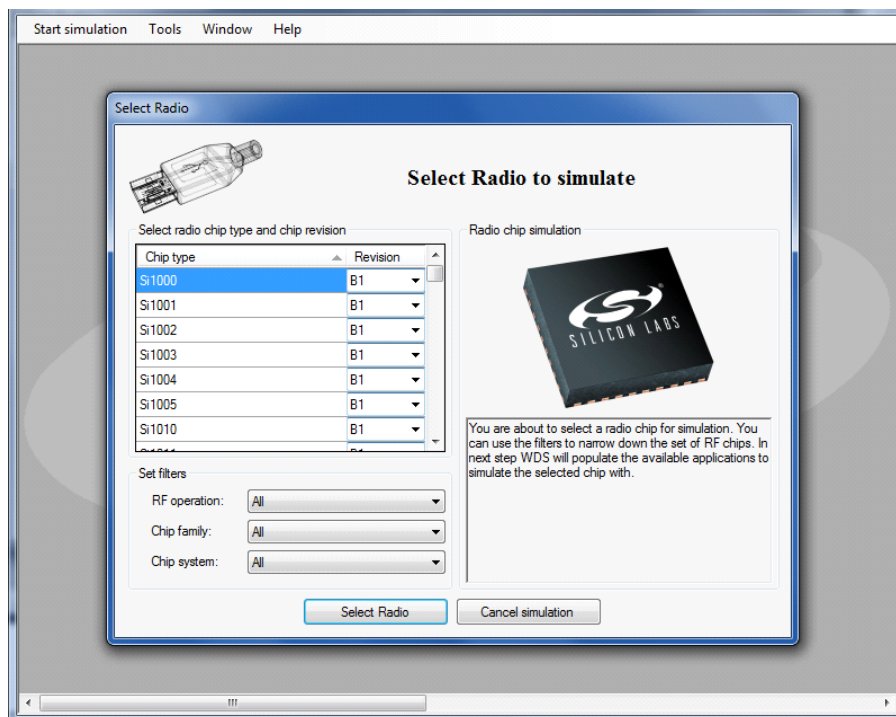 Start simulation Tools Window Help
Select Radio
Select Radio to simulate
Select radio chip type and chip revision
Chip type Revision
Si1000 B1
Si1001 B1
Si1002 B1
Si1003 B1
Si1004 B1
Si1005 B1
Si1010 B1
Set filters
RF operation: All
Chip family: All
Chip system: All
Radio chip simulation
SILICON LABS
You are about to select a radio chip for simulation. You
can use the filters to narrow down the set of RF chips. In
next step WDS will populate the available applications to
simulate the selected chip with.
Select Radio Cancel simulation